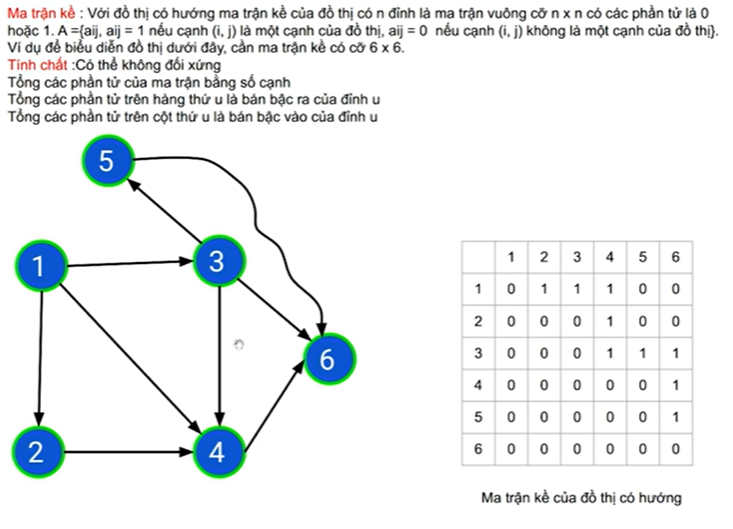 Ma trận kề : Với đồ thị có hướng ma trận kề của đồ thị có n đỉnh là ma trận vuông cỡ n x n có các phần tử là 0
hoặc 1. A ={aij, aij = 1 nếu cạnh (i, j) là một cạnh của đồ thị, aij = 0 nếu cạnh (i, j) không là một cạnh của đồ thị}.
Ví dụ để biểu diễn đồ thị dưới đây, cần ma trận kề có cỡ 6 x 6.
Tính chất :Có thể không đối xứng
Tổng các phần tử của ma trận bằng số cạnh
Tổng các phần tử trên hàng thứ u là bán bậc ra của đỉnh u
Tổng các phần tử trên cột thứ u là bán bậc vào của đỉnh u
5
1
3
6
2
4
1 2 3 4 5 6
1 0 1 1 1 0 0
2 0 0 0 1 0 0
3 0 0 0 1 1 1
4 0 0 0 0 0 1
5 0 0 0 0 0 1
6 0 0 0 0 0 0
Ma trận kề của đồ thị có hướng